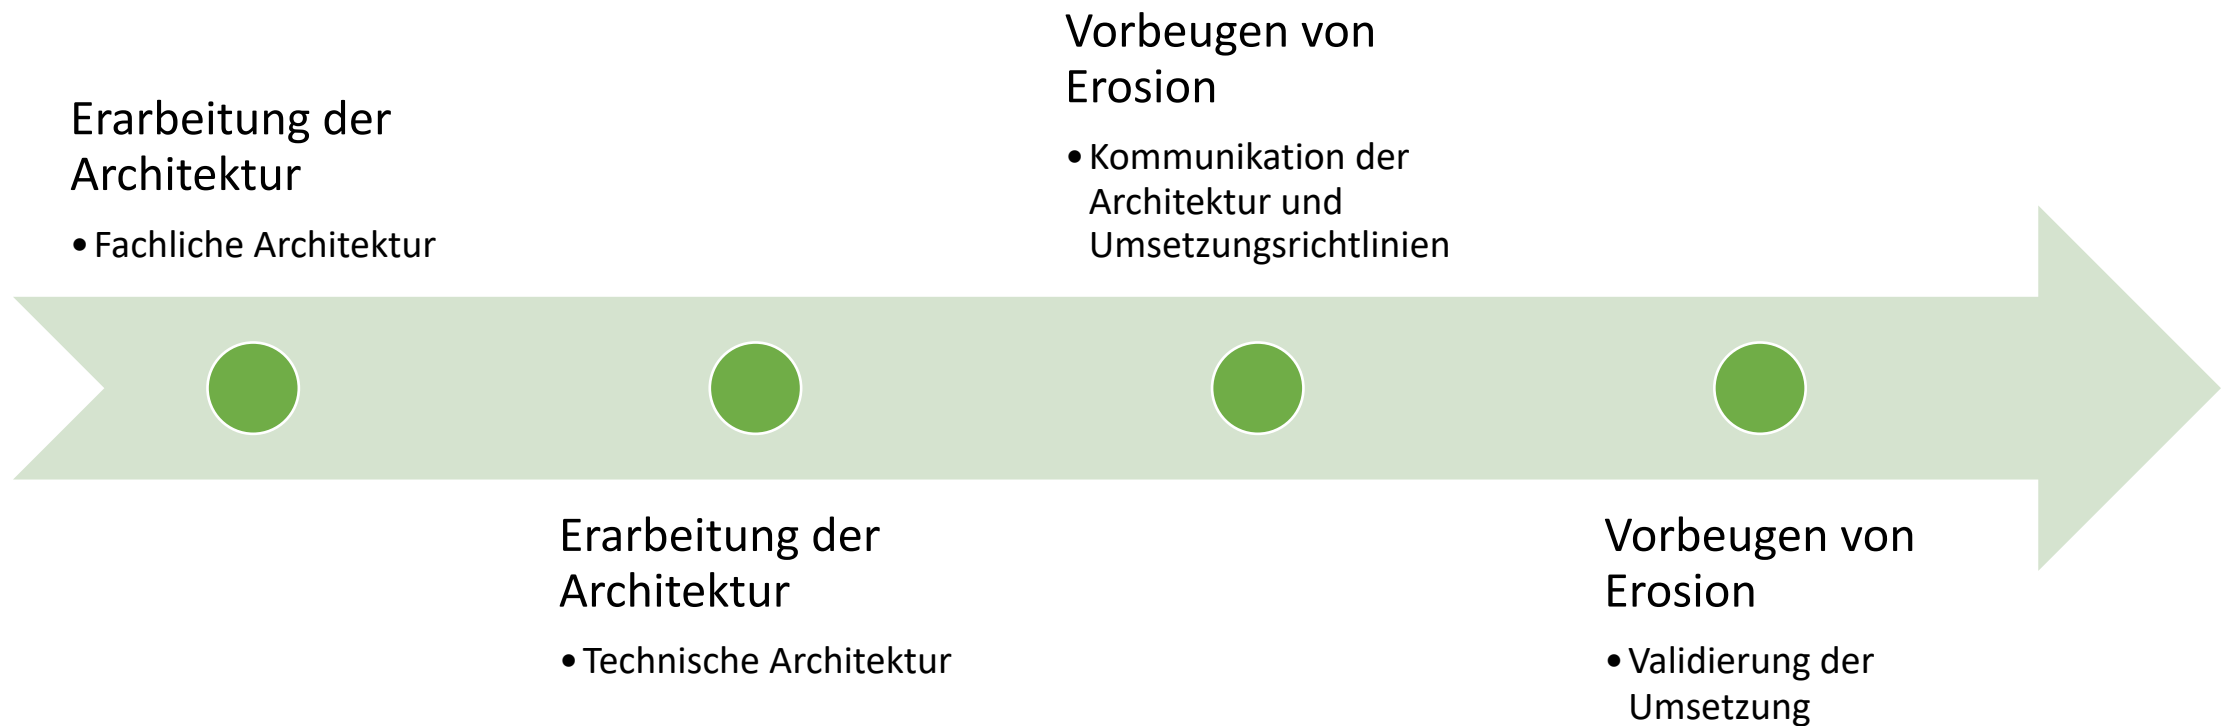 Erarbeitung der
Architektur
• Fachliche Architektur
Erarbeitung der
Architektur
• Technische Architektur
Vorbeugen von
Erosion
• Kommunikation der
Architektur und
Umsetzungsrichtlinien
Vorbeugen von
Erosion
• Validierung der
Umsetzung